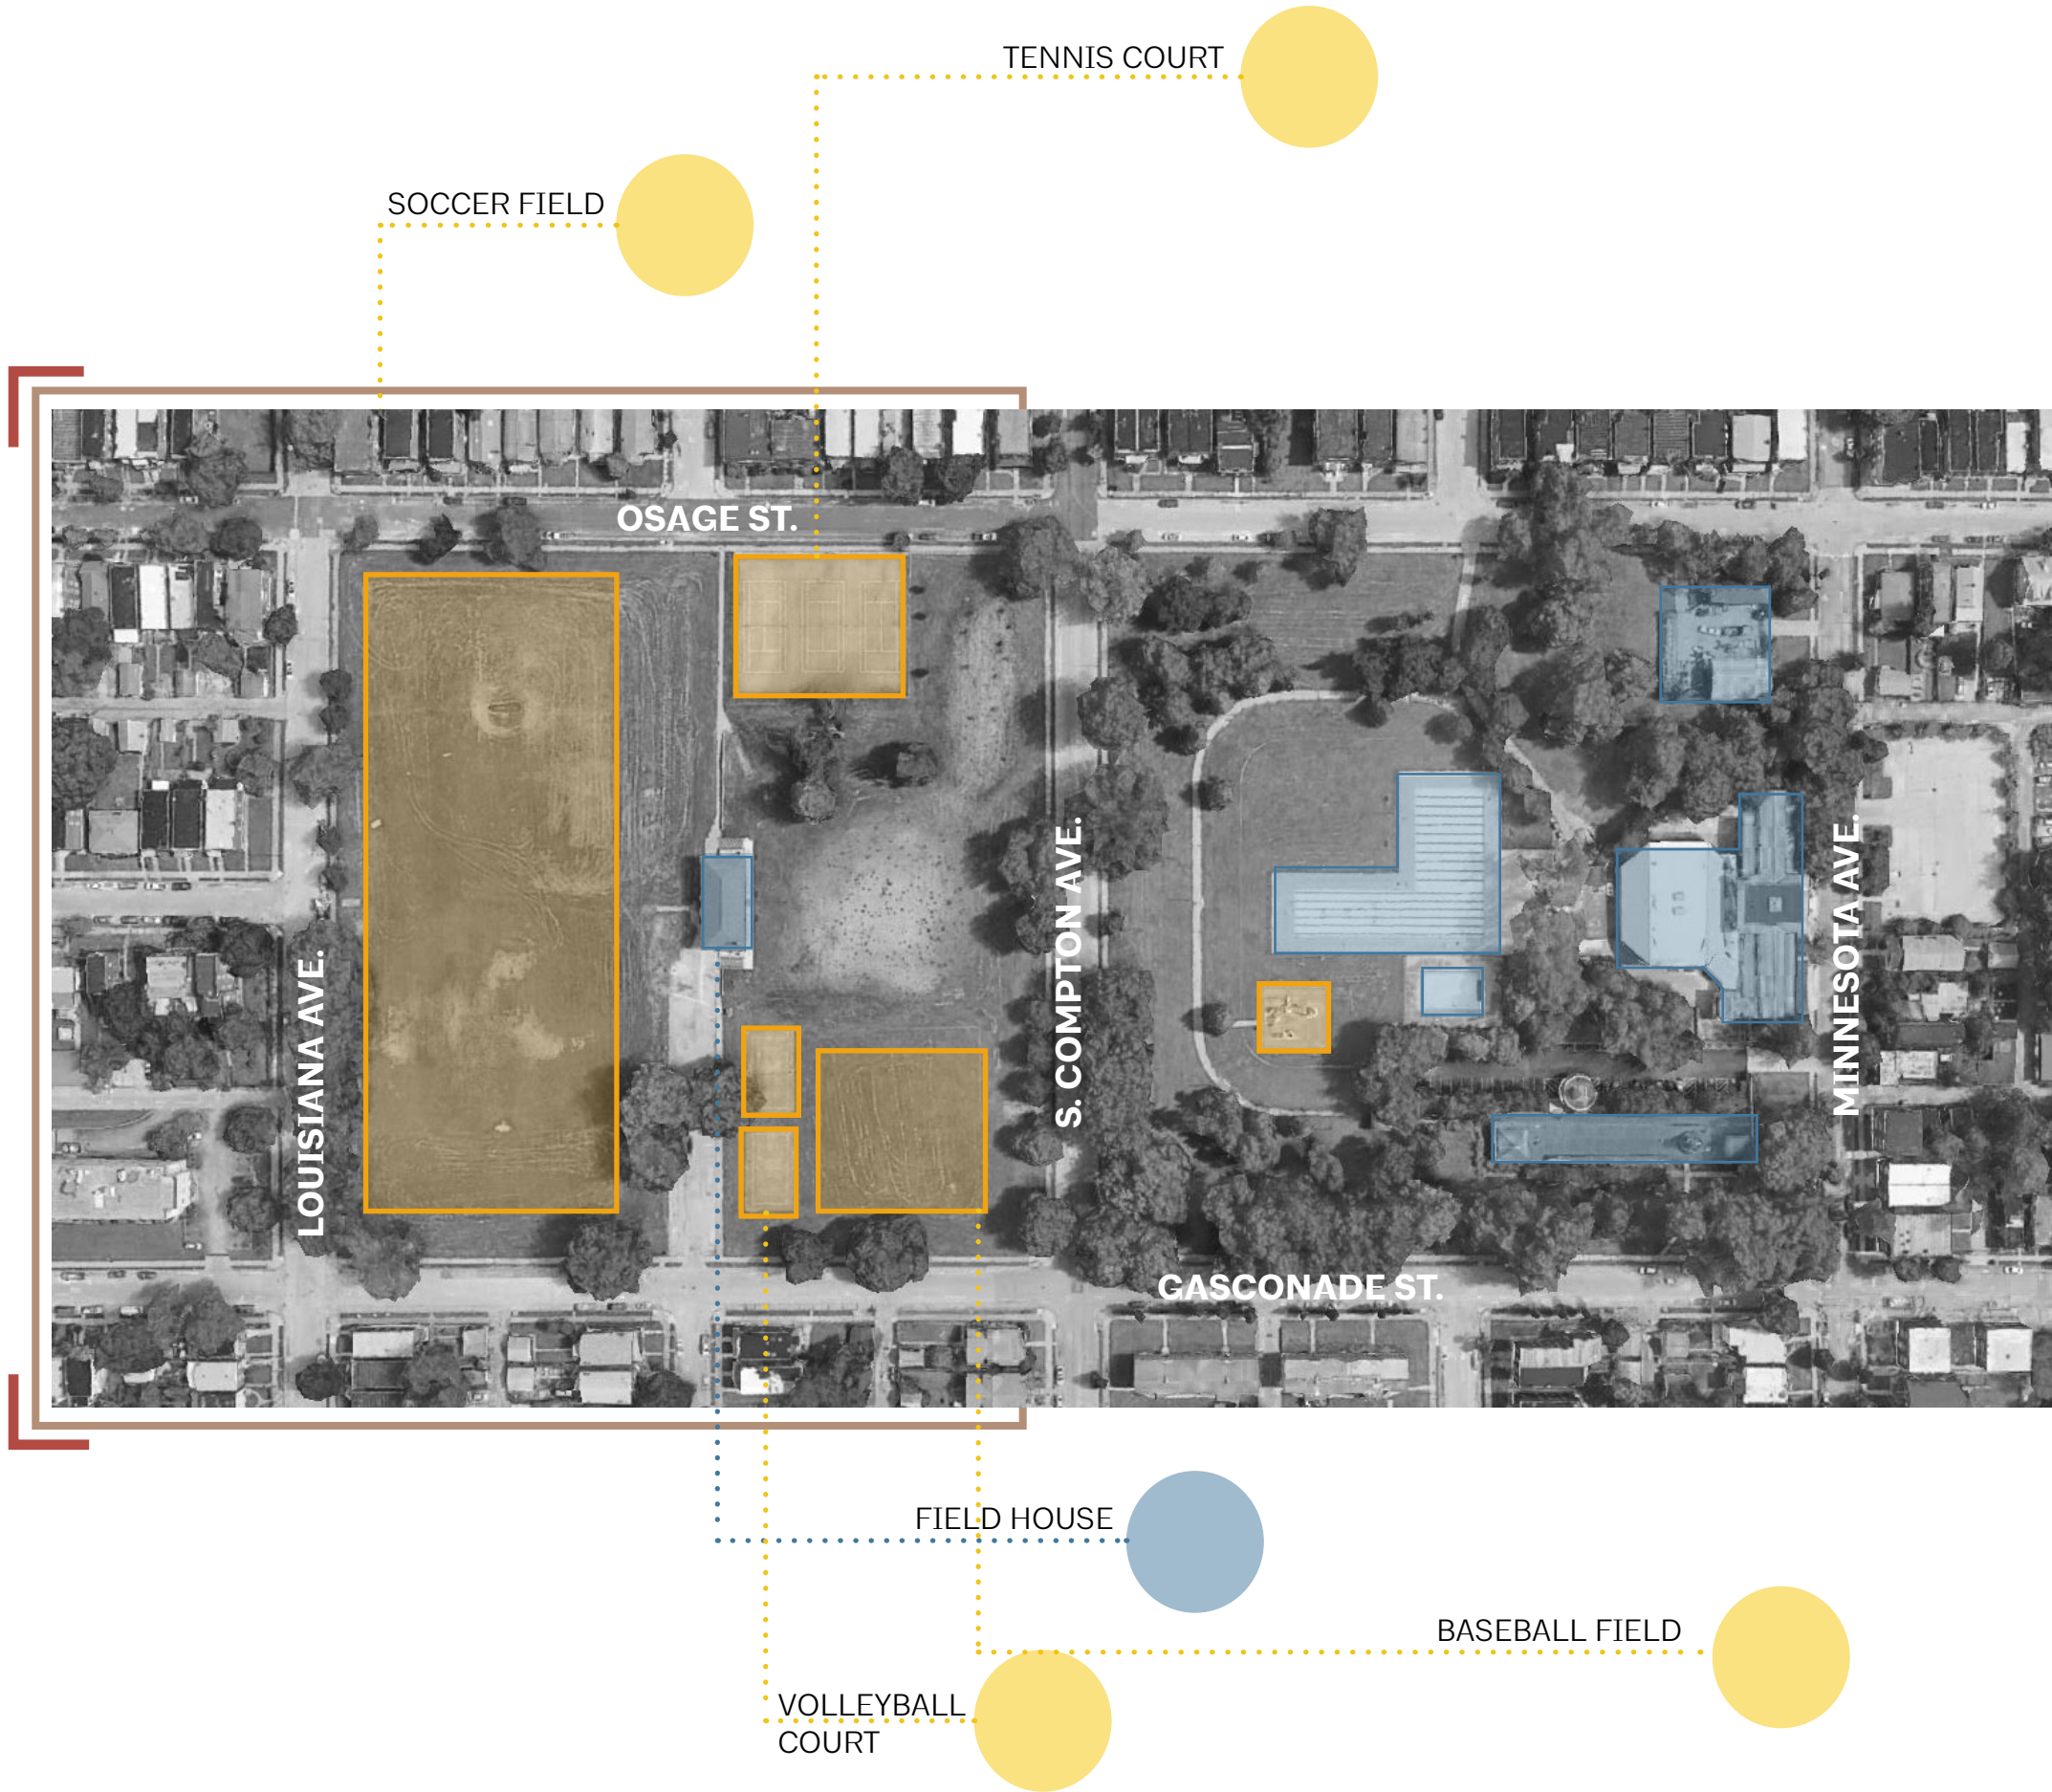 TENNIS COURT
SOCCER FIELD
OSAGE ST.
LOUISIANA AVE.
S. COMPTON AVE.
MINNESOTA AVE.
GASCONADE ST.
FIELD HOUSE
BASEBALL FIELD
VOLLEYBALL
COURT